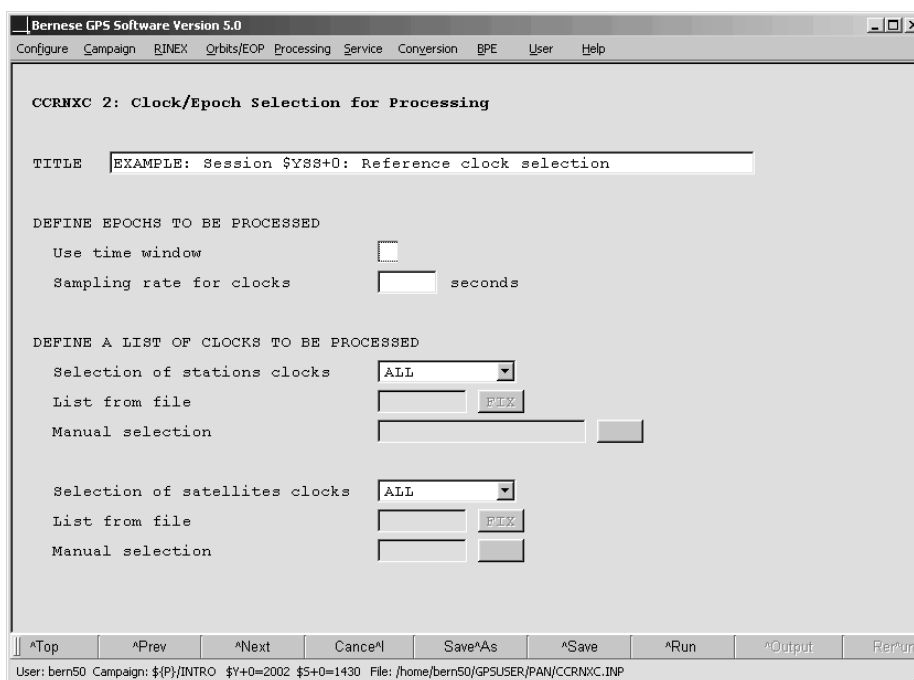 Bernese GPS Software Version 5.0
Configure Campaign RINEX Orbits/EOP Processing Service Conversion BPE User Help
CCRNXC 2: Clock/Epoch Selection for Processing
TITLE EXAMPLE: Session $YSS+0: Reference clock selection
DEFINE EPOCHS TO BE PROCESSED
Use time window
Sampling rate for clocks seconds
DEFINE A LIST OF CLOCKS TO BE PROCESSED
Selection of stations clocks ALL
List from file FIX
Manual selection
Selection of satellites clocks ALL
List from file FIX
Manual selection
^Top ^Prev ^Next Cance^l Save^As ^Save ^Run ^Output Rer^un
User: bern50 Campaign: ${P}/INTRO $Y+0=2002 $S+0=1430 File: /home/bern50/GPSUSER/PAN/CCRNXC.INP